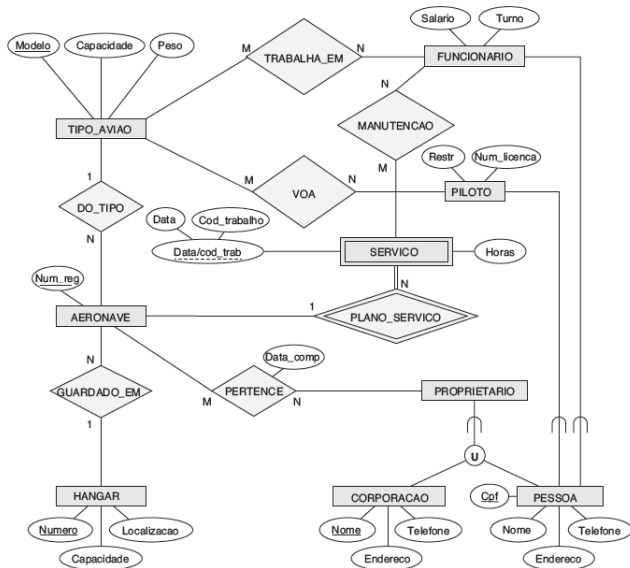 Salario
Turno
Modelo
Capacidade
Peso
M
TRABALHA_EM
N
FUNCIONARIO
N
TIPO_AVIAO
MANUTENCAO
1
M
Restr
Num_licenca
M
VOA
N
PILOTO
DO_TIPO
Data
Cod_trabalho
N
Data/cod_trab
SERVICO
Horas
Num_reg
N
AERONAVE
1
PLANO_SERVICO
N
Data_comp
GUARDADO_EM
M
PERTENCE
N
PROPRIETARIO
1
U
HANGAR
CORPORACAO
Cpf
PESSOA
Numero
Localizacao
Nome
Telefone
Nome
Telefone
Capacidade
Endereco
Endereco